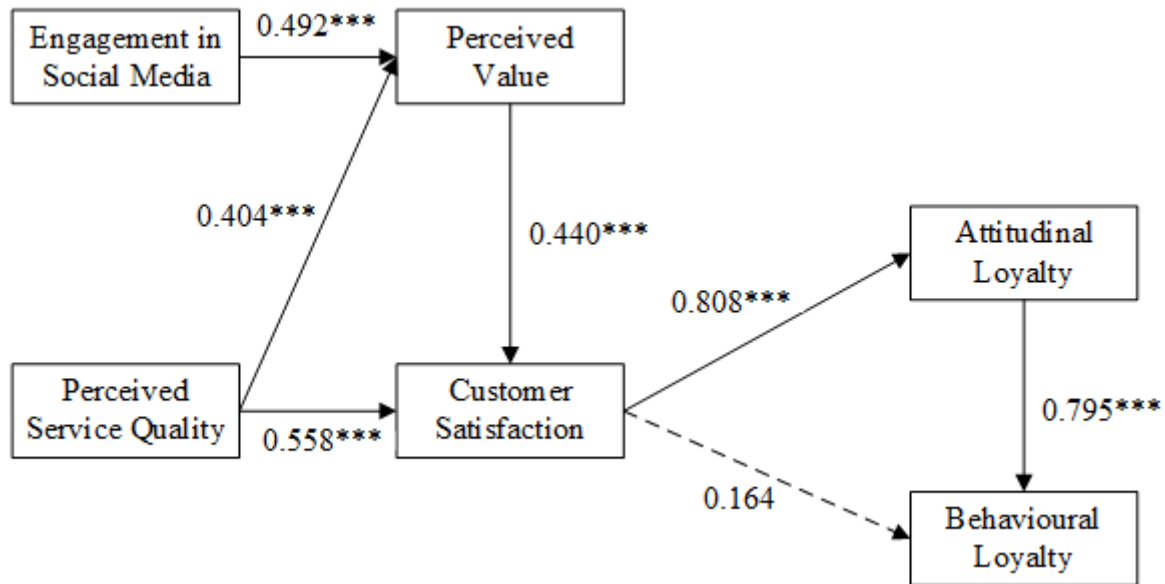 Engagement in
Social Media
0.492***
Perceived
Value
0.404***
0.440***
Attitudinal
Loyalty
0.808***
Perceived
Service Quality
0.558***
Customer
Satisfaction
0.795***
0.164
Behavioural
Loyalty